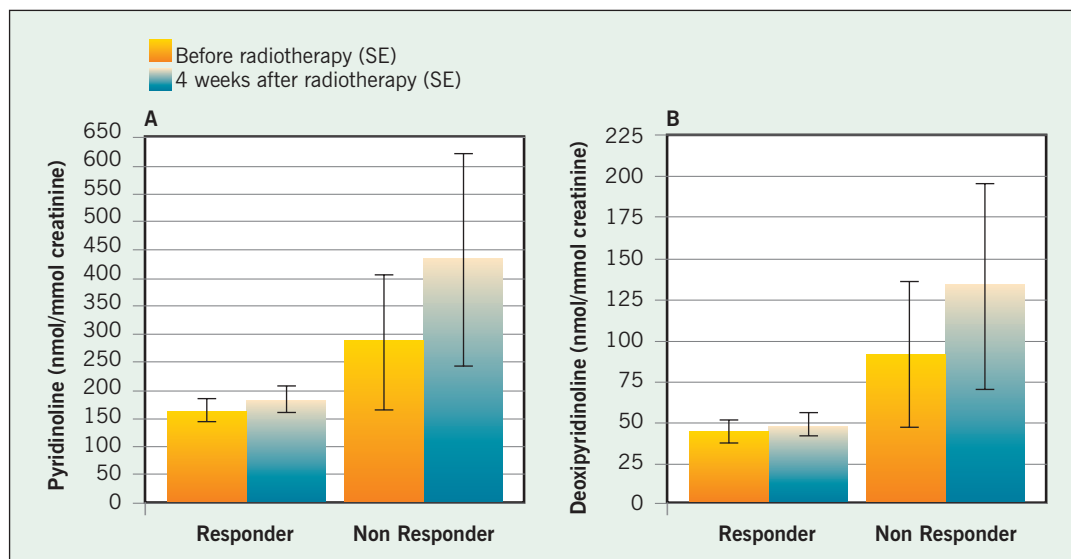 Before radiotherapy (SE)
4 weeks after radiotherapy (SE)
A
Pyridinoline (nmol/mmol creatinine)
650
600
550
500
450
400
350
300
250
200
150
100
50
0
Responder
Non Responder
B
Deoxipyridinoline (nmol/mmol creatinine)
225
200
175
150
125
100
75
50
25
0
Responder
Non Responder